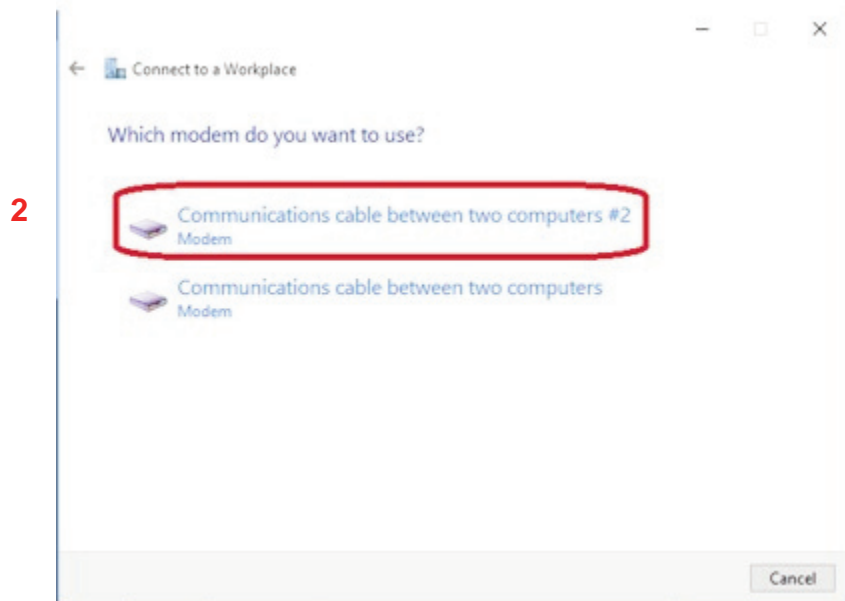 Connect to a Workplace
Which modem do you want to use?
2
Communications cable between two computers #2
Modem
Communications cable between two computers
Modem
Cancel